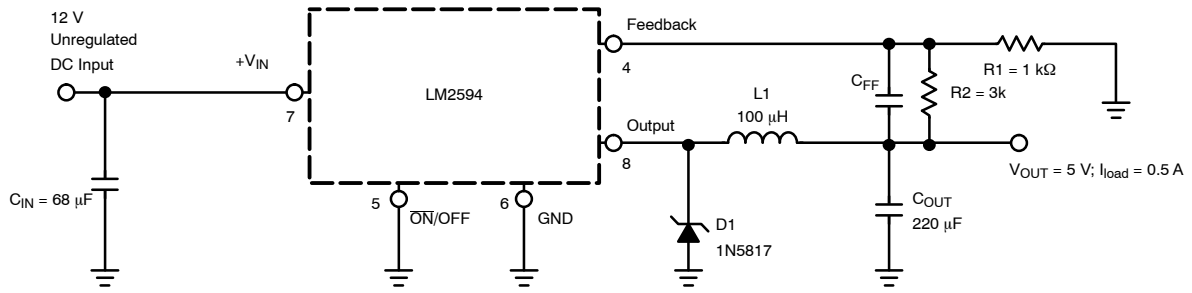 12 V
Unregulated
DC Input
+VIN
7
LM2594
Feedback
4
Output
8
CIN = 68 μF
5
ON/OFF
6
GND
L1
100 μH
D1
1N5817
CFF
R2 = 3k
R1 = 1 kΩ
VOUT = 5 V; Iload = 0.5 A
COUT
220 μF